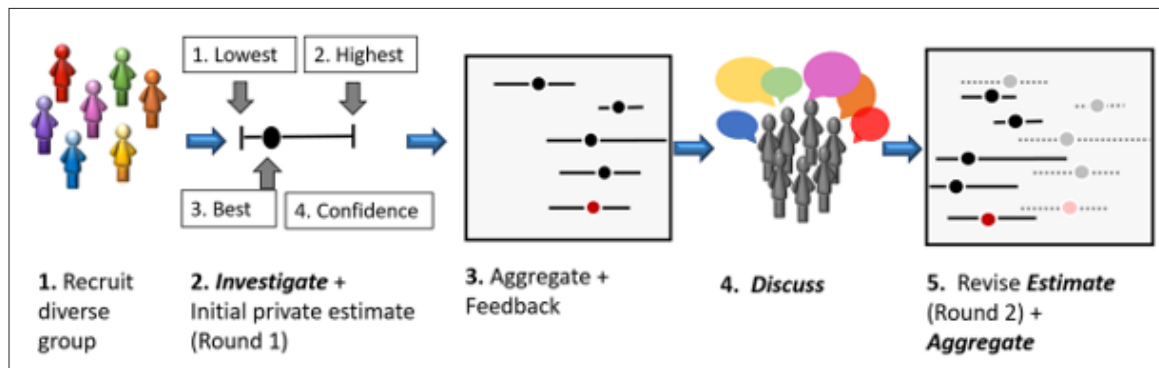 1. Lowest
2. Highest
3. Best
4. Confidence
1. Recruit
diverse
group
2. Investigate +
Initial private estimate
(Round 1)
3. Aggregate +
Feedback
4. Discuss
5. Revise Estimate
(Round 2) +
Aggregate